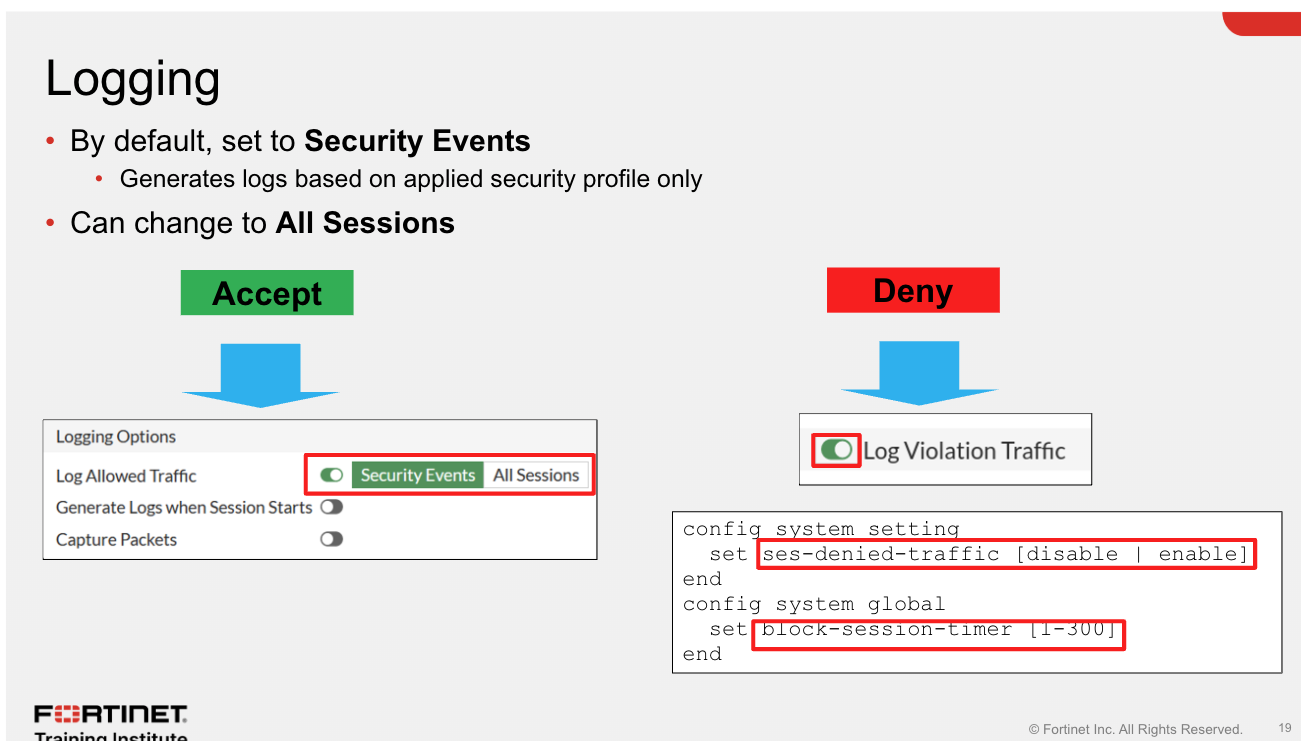 Logging
• By default, set to Security Events
• Generates logs based on applied security profile only
• Can change to All Sessions
Accept
Deny
Logging Options
Log Allowed Traffic Security Events All Sessions
Generate Logs when Session Starts
Capture Packets
Log Violation Traffic
config system setting
set ses-denied-traffic [disable | enable]
end
config system global
set block-session-timer [1-300]
end
FORTINET
Training Institute
© Fortinet Inc. All Rights Reserved. 19